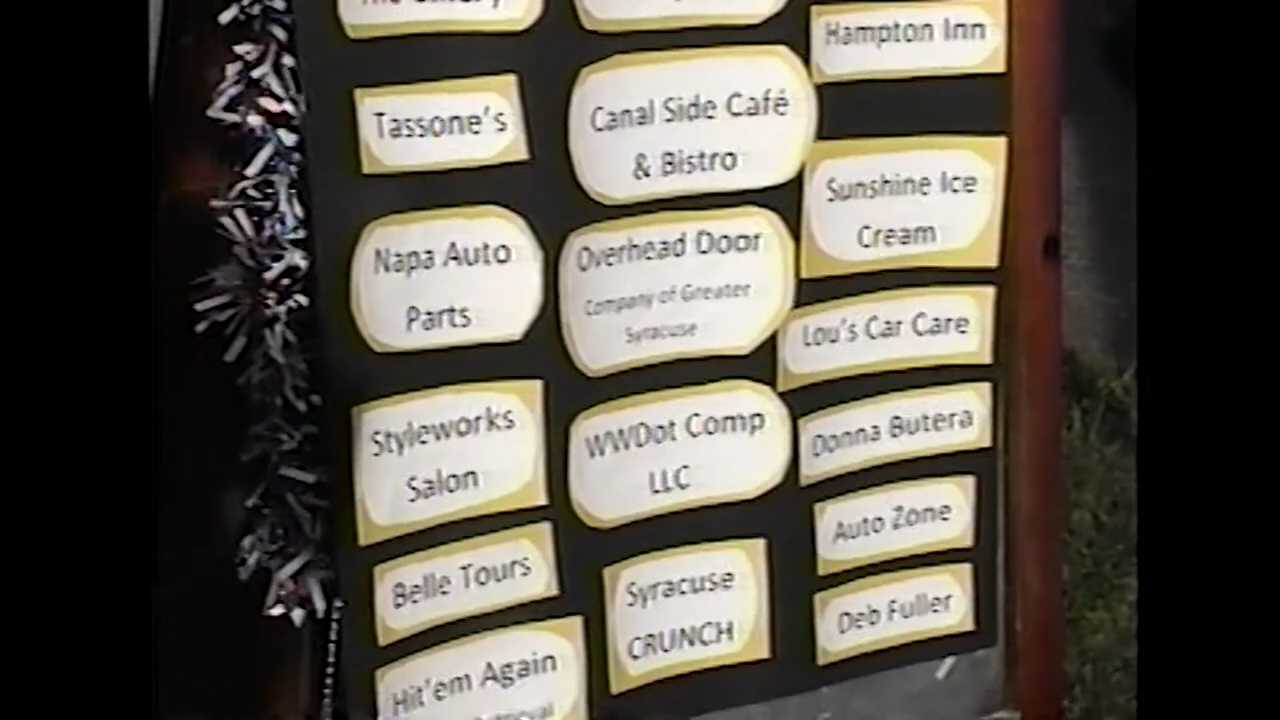 Tassone's
Napa Auto
Parts
Styleworks
Salon
Belle Tours
Hit'em Again
Canal Side Café
& Bistro
Overhead Door
Company of Greater
Syracuse
WWDot Comp
LLC
Syracuse
CRUNCH
Hampton Inn
Sunshine Ice
Cream
Lou's Car Care
Donna Butera
Auto Zone
Deb Fuller